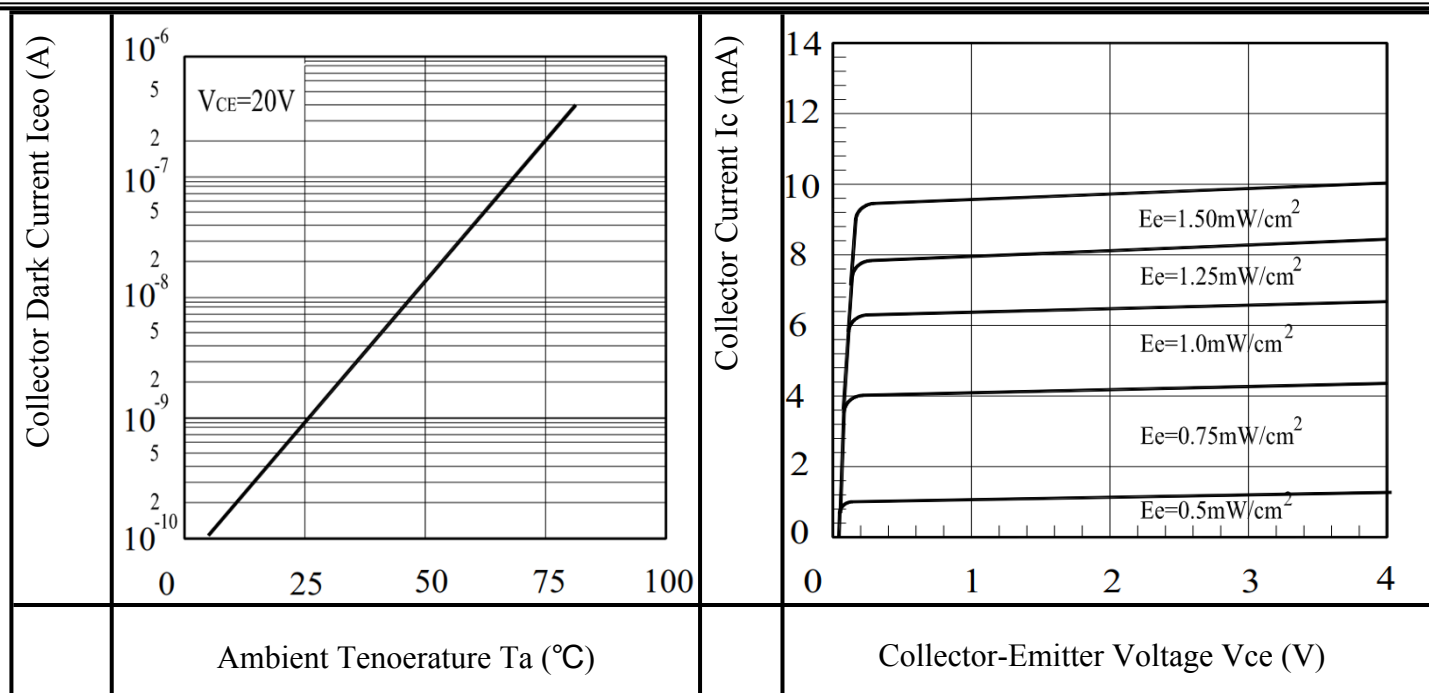 Collector Dark Current Iceo (A)
10⁻⁶
5
2
10⁻⁷
5
2
10⁻⁸
5
2
10⁻⁹
5
2
10⁻¹⁰
VCE=20V
0 25 50 75 100
Ambient Tenoerature Ta (℃)
Collector Current Ic (mA)
14
12
10
8
6
4
2
0
Ee=1.50mW/cm²
Ee=1.25mW/cm²
Ee=1.0mW/cm²
Ee=0.75mW/cm²
Ee=0.5mW/cm²
0 1 2 3 4
Collector-Emitter Voltage Vce (V)